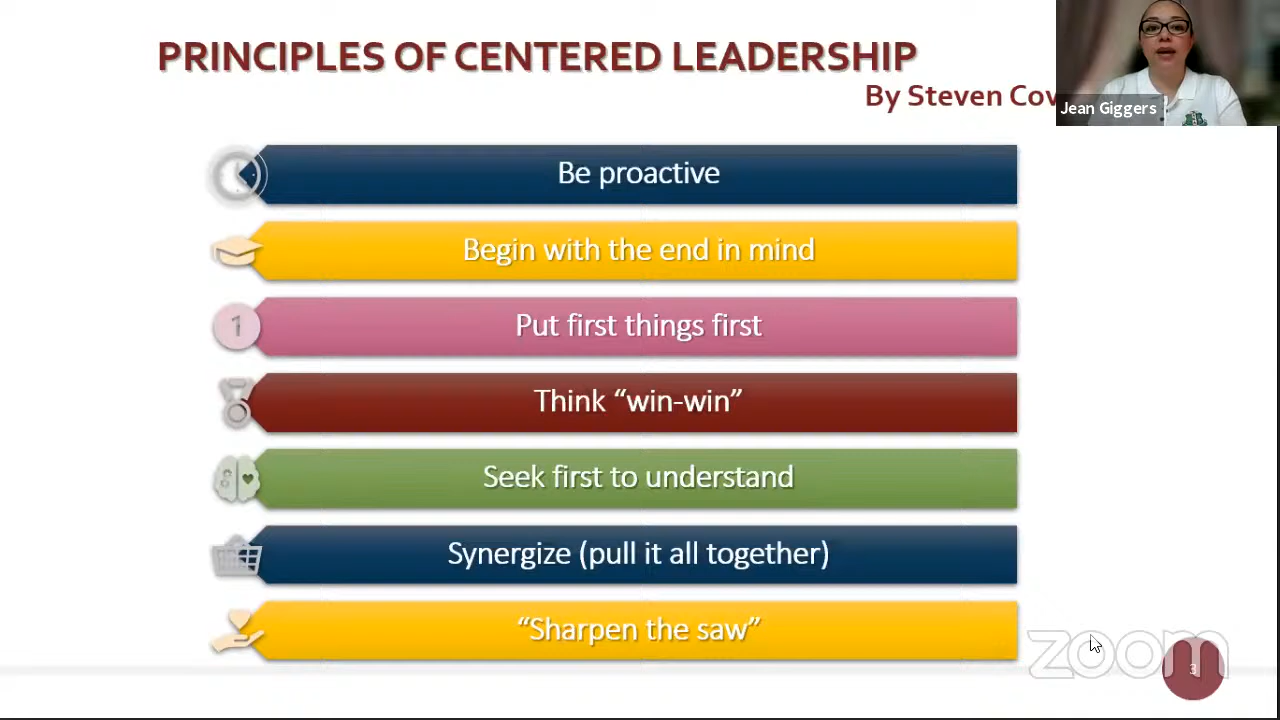 PRINCIPLES OF CENTERED LEADERSHIP
By Steven Cov
Jean Giggers
Be proactive
Begin with the end in mind
1
Put first things first
Think “win-win”
Seek first to understand
Synergize (pull it all together)
“Sharpen the saw”
zoom
3